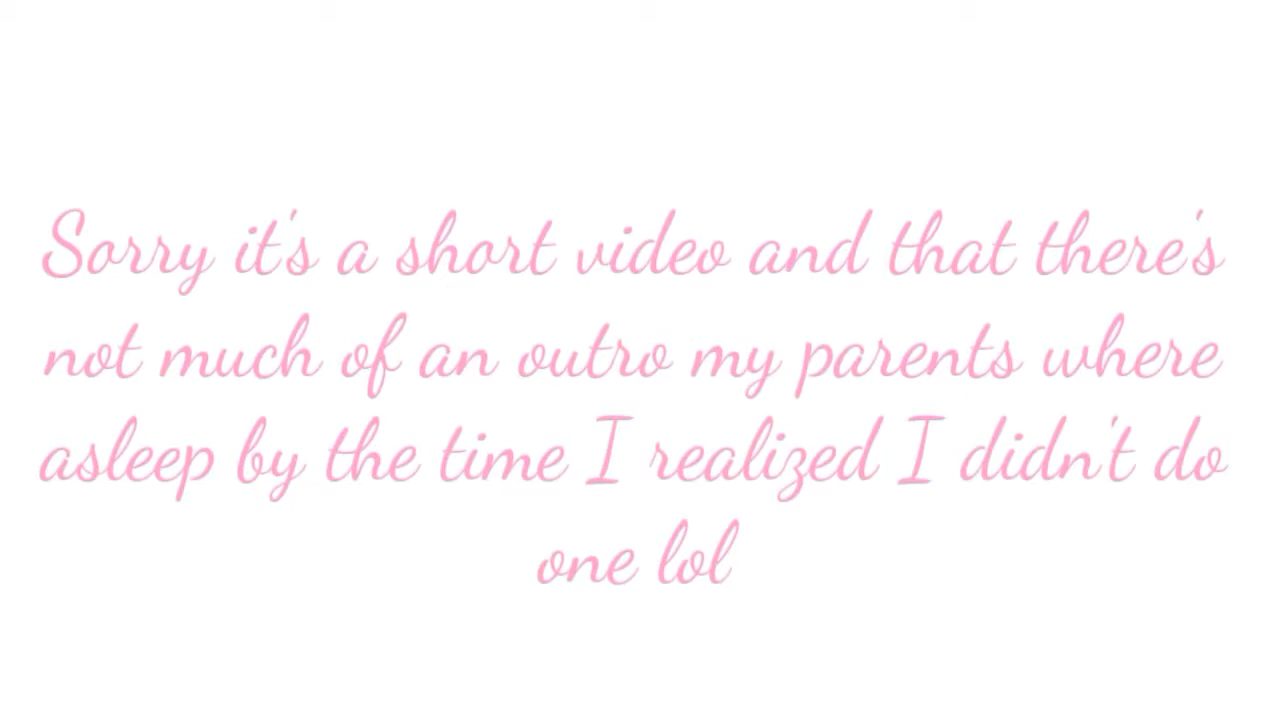 Sorry it's a short video and that there's
not much of an outro my parents where
asleep by the time I realized I didn't do
one lol